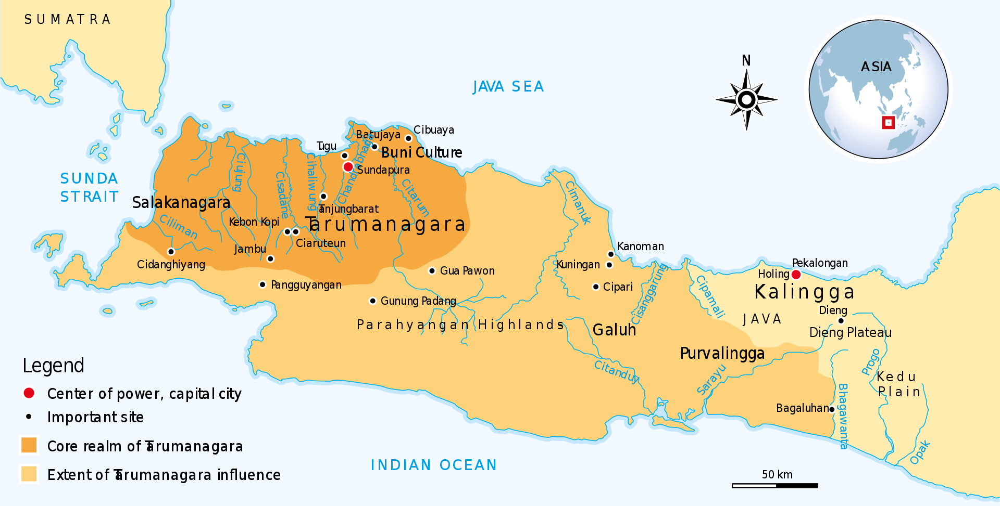 SUMATRA
N
ASIA
JAVA SEA
Cibuaya
Batujaya
Tugu
Buni Culture
Sundapura
SUNDA
STRAIT
Ciujung
Cisadane
Cihaliwung
Chandrabhaga
Citarum
Cimanuk
Salakanagara
Tanjungbarat
Ciliman
Kebon Kopi
Tarumanagara
Ciaruteun
Jambu
Cidanghiyang
Kanoman
Kuningan
Gua Pawon
Pangguyangan
Cipari
Cisanggarung
Pekalongan
Holing
Kalingga
Cipamali
Gunung Padang
Dieng
JAVA
Parahyangan Highlands
Galuh
Dieng Plateau
Purvalingga
Progo
Citanduy
Sarayu
Kedu
Plain
Bagaluhan
Bhagawanta
Opak
Legend
Center of power, capital city
Important site
Core realm of Tarumanagara
Extent of Tarumanagara influence
INDIAN OCEAN
50 km